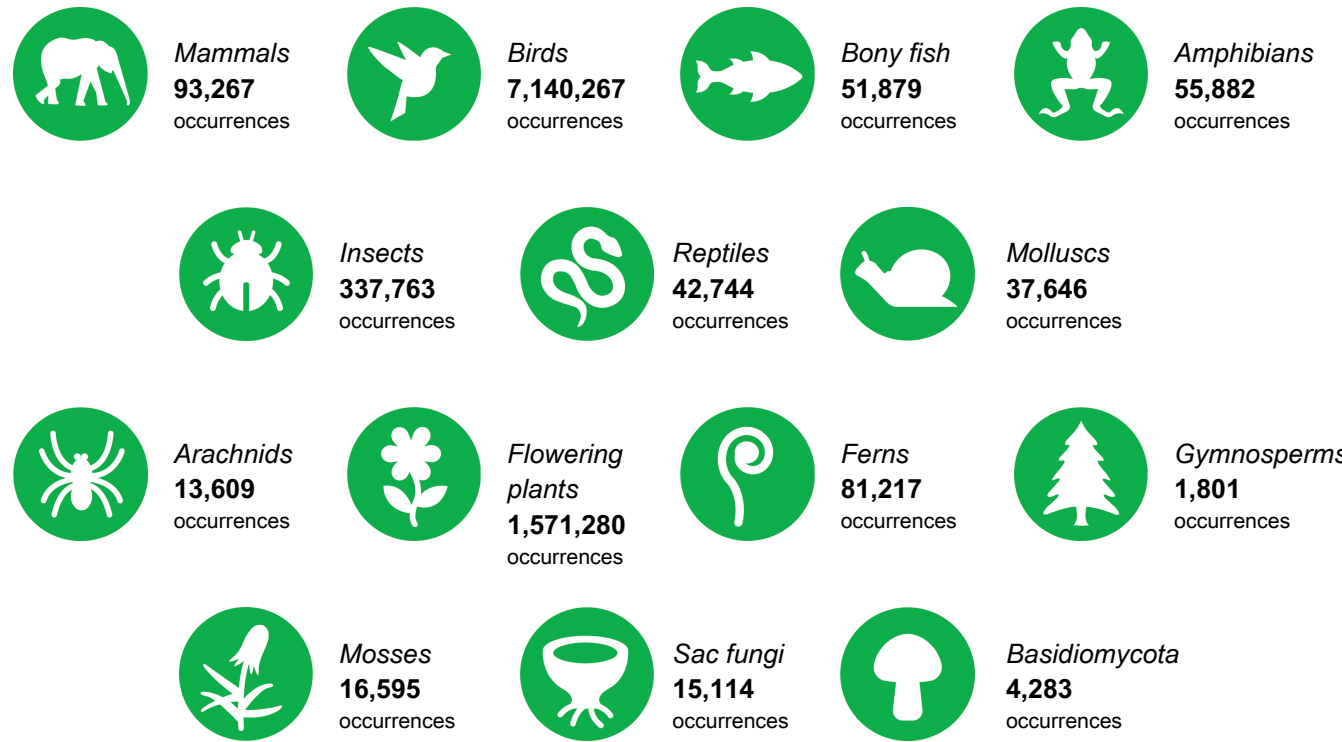 Mammals
93,267
occurrences
Birds
7,140,267
occurrences
Bony fish
51,879
occurrences
Amphibians
55,882
occurrences
Insects
337,763
occurrences
Reptiles
42,744
occurrences
Molluscs
37,646
occurrences
Arachnids
13,609
occurrences
Flowering
plants
1,571,280
occurrences
Ferns
81,217
occurrences
Gymnosperms
1,801
occurrences
Mosses
16,595
occurrences
Sac fungi
15,114
occurrences
Basidiomycota
4,283
occurrences